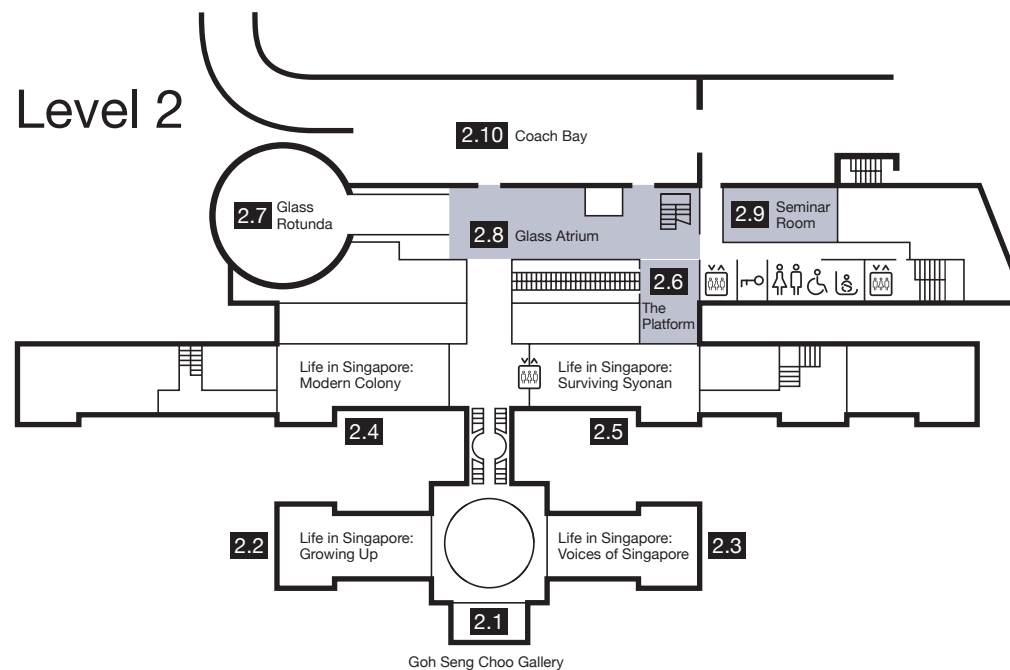 Level 2
2.10 Coach Bay
2.7 Glass
Rotunda
2.8 Glass Atrium
2.9 Seminar
Room
2.6
The
Platform
Life in Singapore:
Modern Colony
Life in Singapore:
Surviving Syonan
2.4
2.5
2.2
Life in Singapore:
Growing Up
Life in Singapore:
Voices of Singapore
2.3
2.1
Goh Seng Choo Gallery